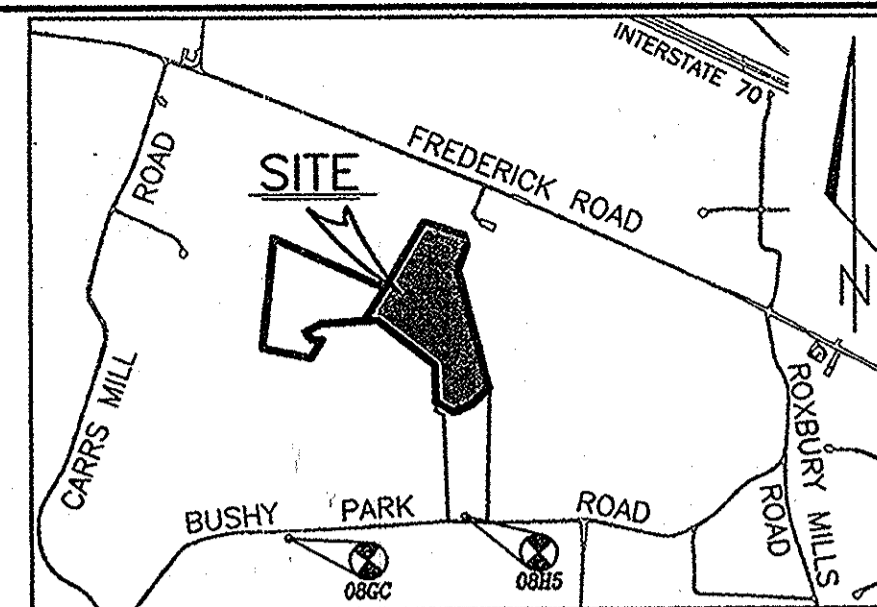 INTERSTATE 70
FREDERICK ROAD
ROAD
SITE
N
CARRS MILL
ROXBURY MILLS
ROAD
BUSHY PARK ROAD
08GC
08H5